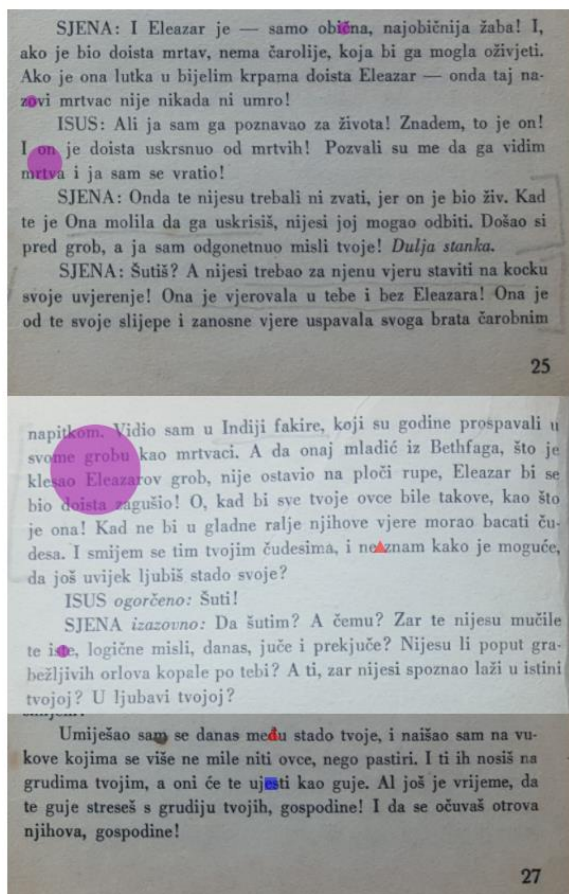 SJENA: I Eleazar je — samo obična, najobičnija žaba! I,
ako je bio doista mrtav, nema čarolije, koja bi ga mogla oživjeti.
Ako je ona lutka u bijelim krpama doista Eleazar — onda taj na-
zovi mrtvac nije nikada ni umro!
ISUS: Ali ja sam ga poznavao za života! Znadem, to je on!
I on je doista uskrsnuo od mrtvih! Pozvali su me da ga vidim
mrtva i ja sam se vratio!
SJENA: Onda te nijesu trebali ni zvati, jer on je bio živ. Kad
te je Ona molila da ga uskrisiš, nijesi joj mogao odbiti. Došao si
pred grob, a ja sam odgonetnuo misli tvoje! Dulja stanka.
SJENA: Šutiš? A nijesi trebao za njenu vjeru staviti na kocku
svoje uvjerenje! Ona je vjerovala u tebe i bez Eleazara! Ona je
od te svoje slijepe i zanosne vjere uspavala svoga brata čarobnim
25
napitkom. Vidio sam u Indiji fakire, koji su godine prospavali u
svome grobu kao mrtvaci. A da onaj mladić iz Bethfaga, što je
klesao Eleazarov grob, nije ostavio na ploči rupe, Eleazar bi se
bio doista zagušio! O, kad bi sve tvoje ovce bile takove, kao što
je ona! Kad ne bi u gladne ralje njihove vjere morao bacati ču-
desa. I smijem se tim tvojim čudesima, i ne znam kako je moguće,
da još uvijek ljubiš stado svoje?
ISUS ogorčeno: Šuti!
SJENA izazovno: Da šutim? A čemu? Zar te nijesu mučile
te iste, logične misli, danas, juče i prekjuče? Nijesu li poput gra-
bežljivih orlova kopale po tebi? A ti, zar nijesi spoznao laži u istini
tvojoj? U ljubavi tvojoj?
Umiješao sam se danas među stado tvoje, i naišao sam na vu-
kove kojima se više ne mile niti ovce, nego pastiri. I ti ih nosiš na
grudima tvojim, a oni će te ujesti kao guje. Al još je vrijeme, da
te guje streseš s grudiju tvojih, gospodine! I da se očuvaš otrova
njihova, gospodine!
27